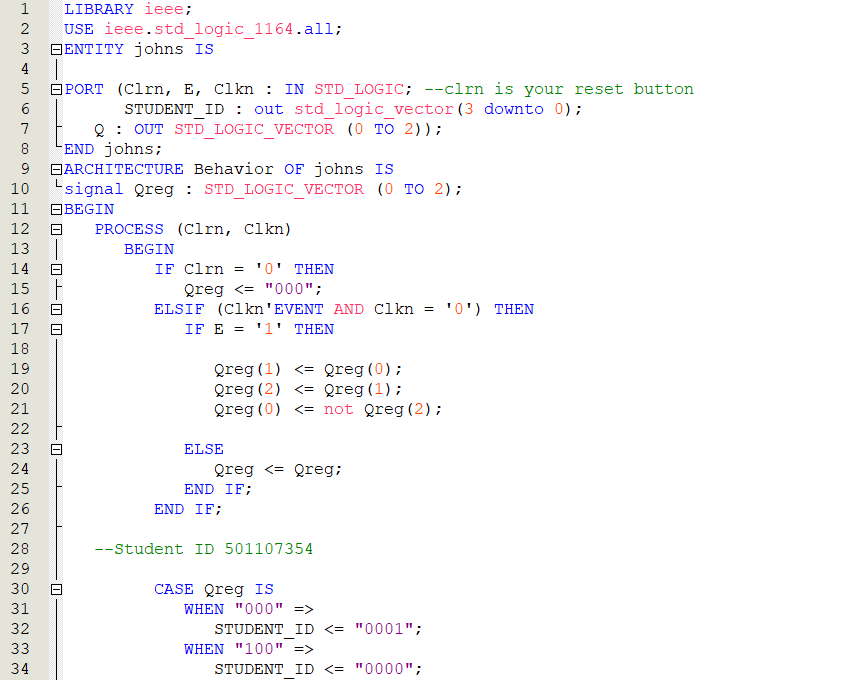 1 LIBRARY ieee;
2 USE ieee.std_logic_1164.all;
3 ENTITY johns IS
4
5 PORT (Clrn, E, Clkn : IN STD_LOGIC; --clrn is your reset button
6 STUDENT_ID : out std_logic_vector(3 downto 0);
7 Q : OUT STD_LOGIC_VECTOR (0 TO 2));
8 END johns;
9 ARCHITECTURE Behavior OF johns IS
10 signal Qreg : STD_LOGIC_VECTOR (0 TO 2);
11 BEGIN
12 PROCESS (Clrn, Clkn)
13 BEGIN
14 IF Clrn = '0' THEN
15 Qreg <= "000";
16 ELSIF (Clkn'EVENT AND Clkn = '0') THEN
17 IF E = '1' THEN
18
19 Qreg(1) <= Qreg(0);
20 Qreg(2) <= Qreg(1);
21 Qreg(0) <= not Qreg(2);
22
23 ELSE
24 Qreg <= Qreg;
25 END IF;
26 END IF;
27
28 --Student ID 501107354
29
30 CASE Qreg IS
31 WHEN "000" =>
32 STUDENT_ID <= "0001";
33 WHEN "100" =>
34 STUDENT_ID <= "0000";